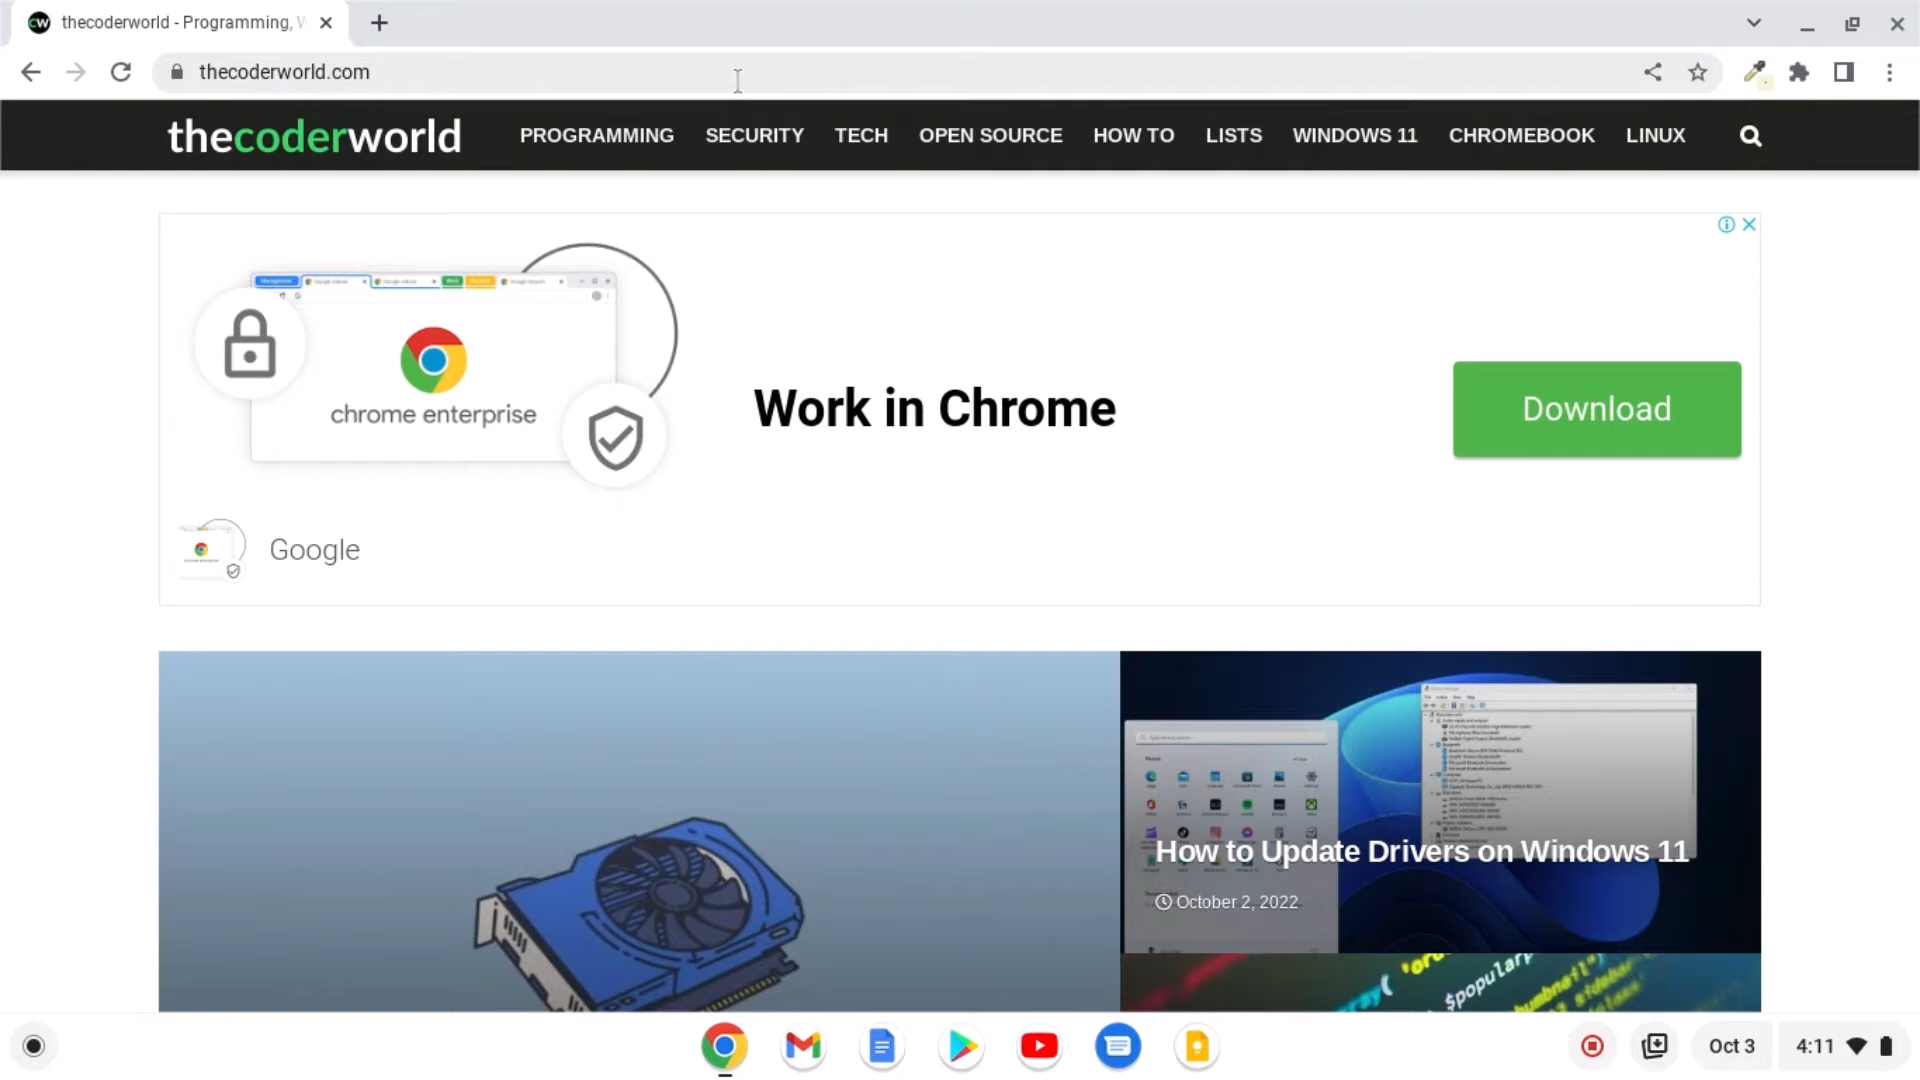 thecoderworld - Programming, W
thecoderworld.com
thecoderworld
PROGRAMMING SECURITY TECH OPEN SOURCE HOW TO LISTS WINDOWS 11 CHROMEBOOK LINUX
chrome enterprise
Work in Chrome
Download
Google
How to Update Drivers on Windows 11
October 2, 2022
$popularp
Oct 3 4:11